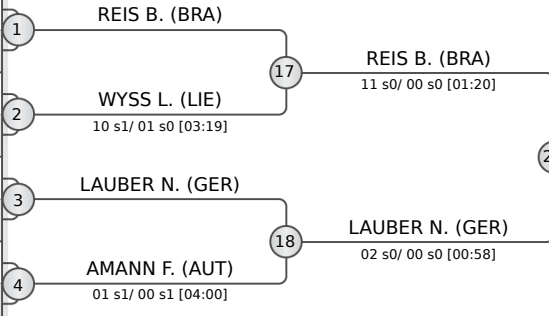 REIS B. (BRA)
1
17
REIS B. (BRA)
11 s0/ 00 s0 [01:20]
WYSS L. (LIE)
2
10 s1/ 01 s0 [03:19]
2
LAUBER N. (GER)
3
18
LAUBER N. (GER)
02 s0/ 00 s0 [00:58]
AMANN F. (AUT)
4
01 s1/ 00 s1 [04:00]